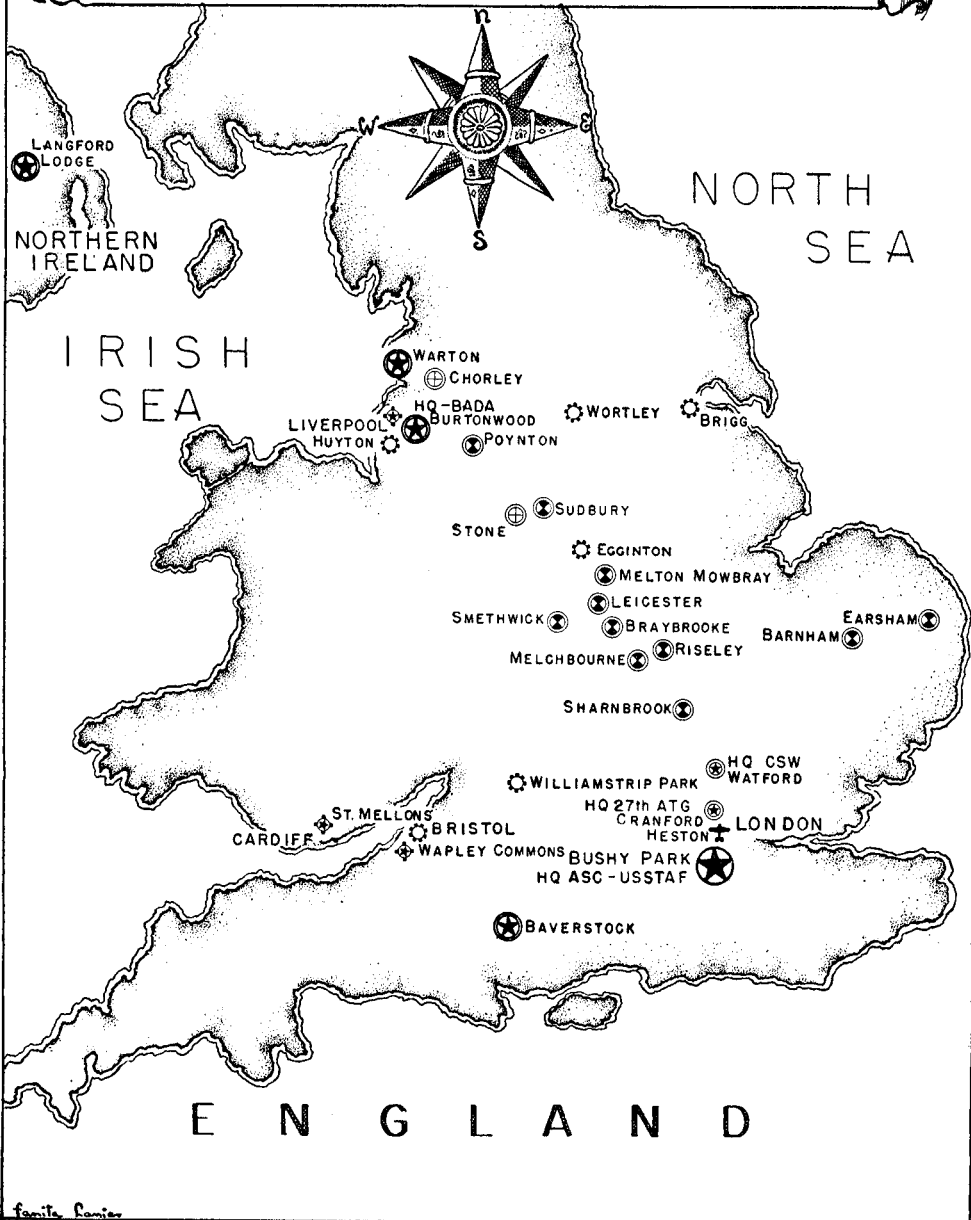 n
W
E
S
LANGFORD
LODGE
NORTHERN
IRELAND
NORTH
SEA
IRISH
SEA
WARTON
CHORLEY
HQ-BADA
BURTONWOOD
LIVERPOOL
HUYTON
POYNTON
WORTLEY
BRIGG
STONE
SUDBURY
EGGINTON
MELTON MOWBRAY
LEICESTER
SMETHWICK
BRAYBROOKE
EARSHAM
BARNHAM
MELCHBOURNE
RISELEY
SHARNBROOK
HQ CSW
WATFORD
WILLIAMSTRIP PARK
HQ 27th ATG
CRANFORD
HESTON
LONDON
ST. MELLONS
CARDIFF
BRISTOL
WAPLEY COMMONS
BUSHY PARK
HQ ASC-USSTAF
BAVERSTOCK
ENGLAND
Fanita Lanier